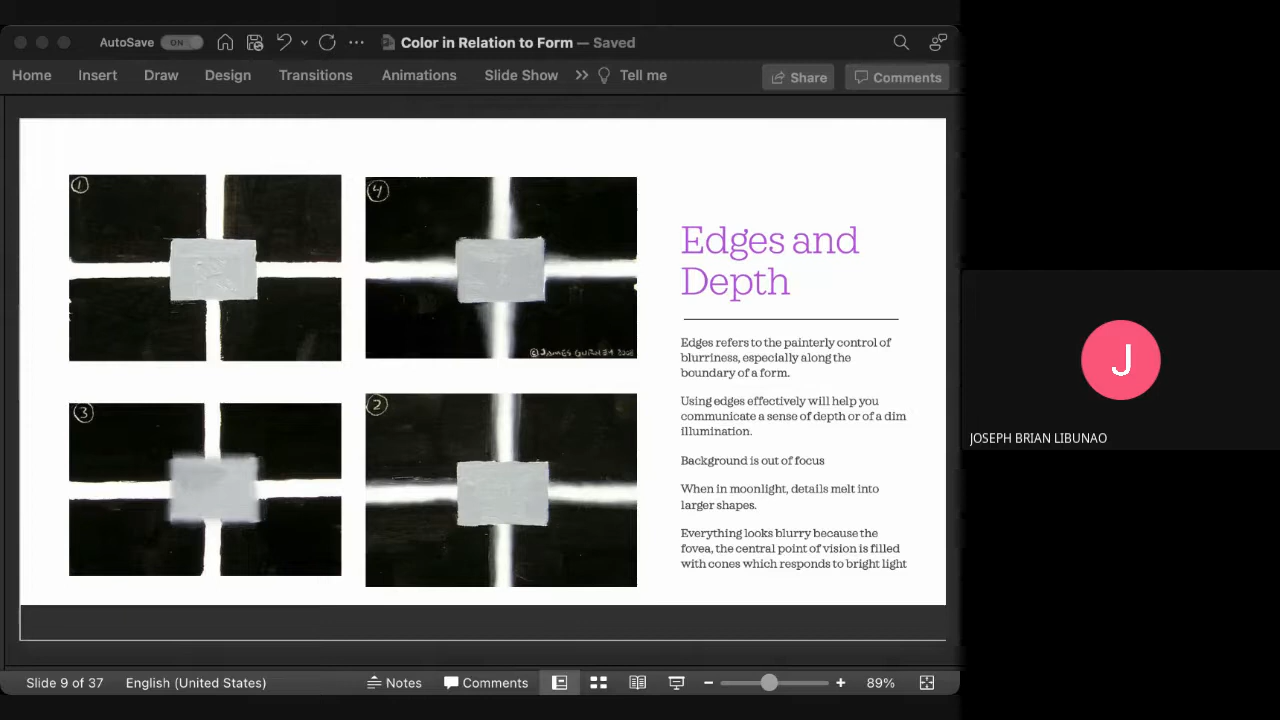 AutoSave ON Color in Relation to Form — Saved
Home Insert Draw Design Transitions Animations Slide Show Tell me Share Comments
1
4
© JAMES GURNEY 2008
3
2
Edges and
Depth
Edges refers to the painterly control of
blurriness, especially along the
boundary of a form.
Using edges effectively will help you
communicate a sense of depth or of a dim
illumination.
Background is out of focus
When in moonlight, details melt into
larger shapes.
Everything looks blurry because the
fovea, the central point of vision is filled
with cones which responds to bright light
J
JOSEPH BRIAN LIBUNAO
Slide 9 of 37 English (United States) Notes Comments 89%